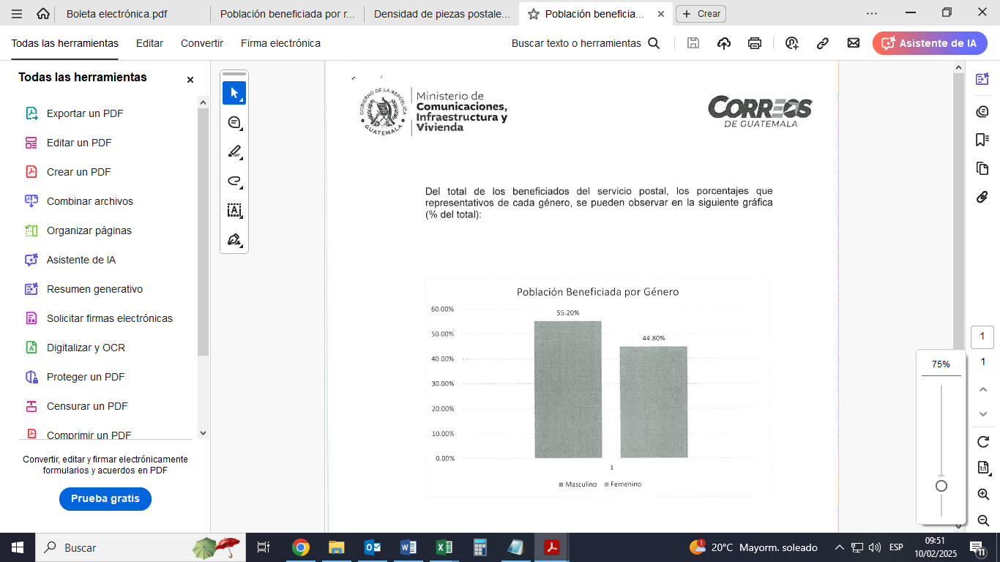 Boleta electrónica.pdf
Población beneficiada por r...
Densidad de piezas postale...
Población beneficia...
Crear
Todas las herramientas
Editar
Convertir
Firma electrónica
Buscar texto o herramientas
Asistente de IA
Todas las herramientas
Exportar un PDF
Editar un PDF
Crear un PDF
Combinar archivos
Organizar páginas
Asistente de IA
Resumen generativo
Solicitar firmas electrónicas
Digitalizar y OCR
Proteger un PDF
Censurar un PDF
Comprimir un PDF
Convertir, editar y firmar electrónicamente
formularios y acuerdos en PDF
Prueba gratis
GOBIERNO DE LA REPÚBLICA
GUATEMALA
Ministerio de
Comunicaciones,
Infraestructura y
Vivienda
CORREOS
DE GUATEMALA
Del total de los beneficiados del servicio postal, los porcentajes que
representativos de cada género, se pueden observar en la siguiente gráfica
(% del total):
Población Beneficiada por Género
60.00%
55.20%
50.00%
44.80%
40.00%
30.00%
20.00%
10.00%
0.00%
1
Masculino
Femenino
1
75%
1
1:1
Buscar
20°C Mayorm. soleado
1
ESP
09:51
10/02/2025
11